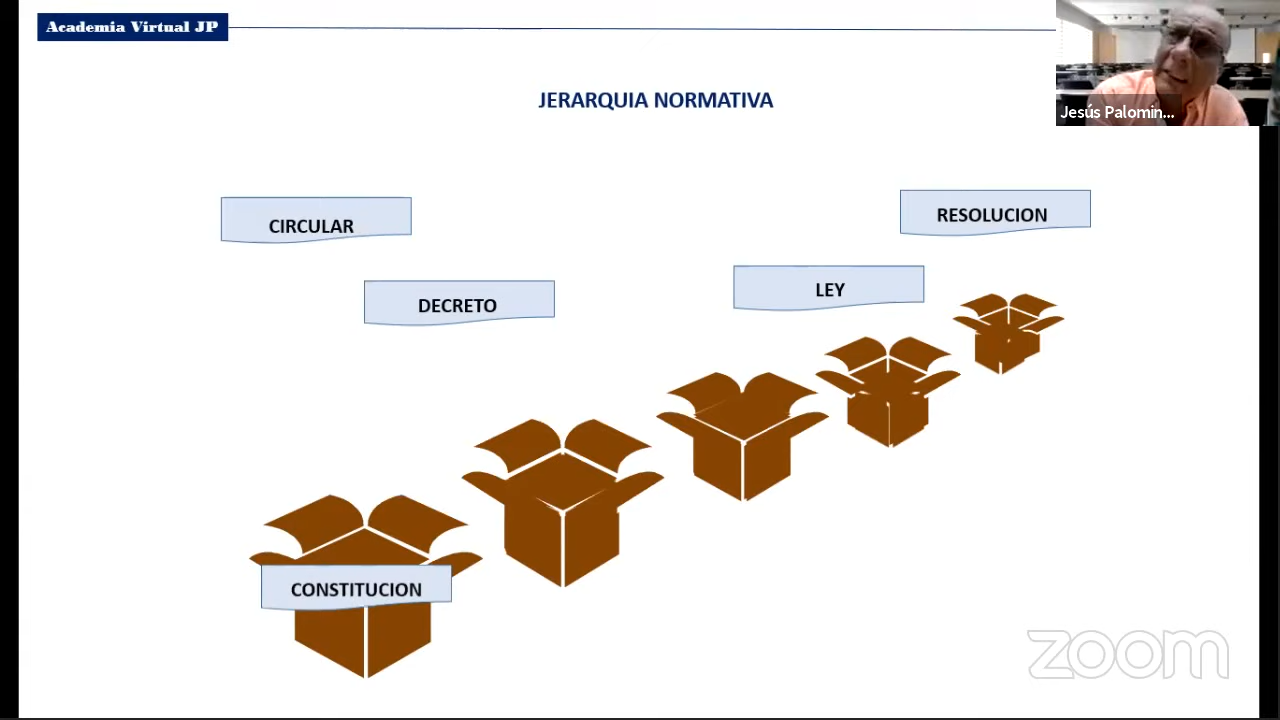 Academia Virtual JP
Jesús Palomin...
JERARQUIA NORMATIVA
CIRCULAR
RESOLUCION
DECRETO
LEY
CONSTITUCION
zoom